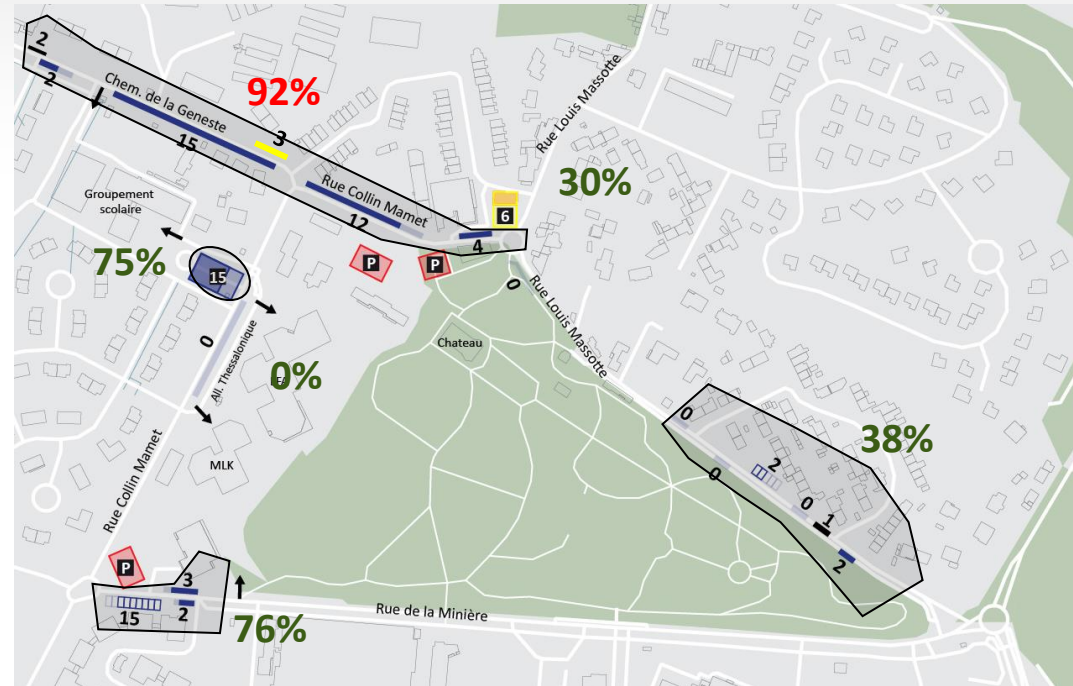 2
2
Chem. de la Geneste
92%
3
15
Rue Louis Massotte
30%
Groupement
scolaire
Rue Collin Mamet
12
6
4
75%
15
P
P
0
0
Rue Louis Massotte
All. Thessalonique
Chateau
0%
0
38%
2
0
0
1
2
MLK
Rue Collin Mamet
P
3
15
2
Rue de la Minière
76%